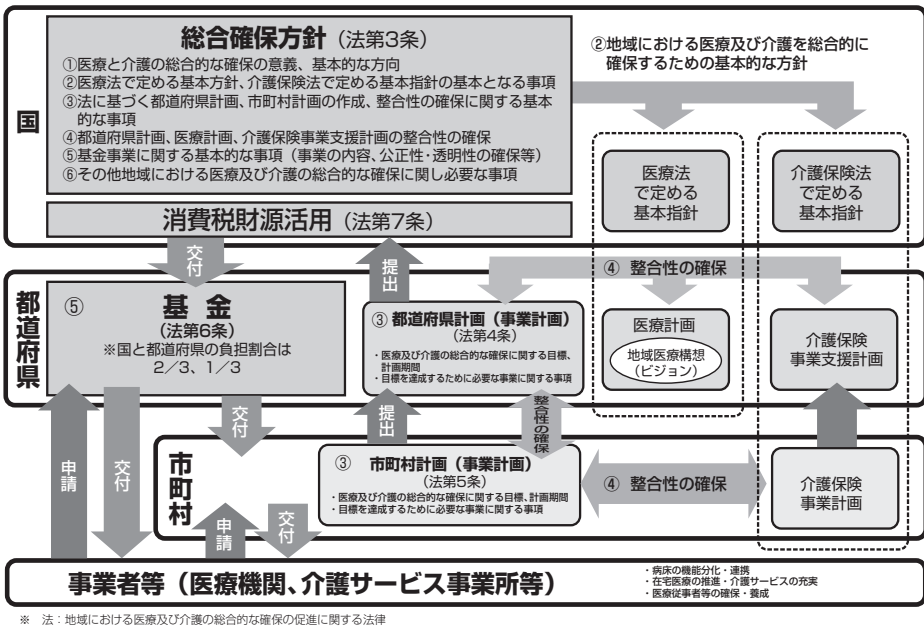 国
総合確保方針（法第3条）
①医療と介護の総合的な確保の意義、基本的な方向
②医療法で定める基本方針、介護保険法で定める基本指針の基本となる事項
③法に基づく都道府県計画、市町村計画の作成、整合性の確保に関する基本
的な事項
④都道府県計画、医療計画、介護保険事業支援計画の整合性の確保
⑤基金事業に関する基本的な事項（事業の内容、公正性・透明性の確保等）
⑥その他地域における医療及び介護の総合的な確保に関し必要な事項
②地域における医療及び介護を総合的に
確保するための基本的な方針
医療法
で定める
基本指針
介護保険法
で定める
基本指針
消費税財源活用（法第7条）
交付
提出
都道府県
⑤
基 金
（法第6条）
※国と都道府県の負担割合は
2／3、1／3
③ 都道府県計画（事業計画）
（法第4条）
・医療及び介護の総合的な確保に関する目標、
計画期間
・目標を達成するために必要な事業に関する事項
④ 整合性の確保
医療計画
地域医療構想
（ビジョン）
介護保険
事業支援計画
申請
交付
交付
提出
整合性の確保
市町村
③ 市町村計画（事業計画）
（法第5条）
・医療及び介護の総合的な確保に関する目標、計画期間
・目標を達成するために必要な事業に関する事項
④ 整合性の確保
介護保険
事業計画
申請
交付
事業者等（医療機関、介護サービス事業所等）
・病床の機能分化・連携
・在宅医療の推進・介護サービスの充実
・医療従事者等の確保・養成
※ 法：地域における医療及び介護の総合的な確保の促進に関する法律